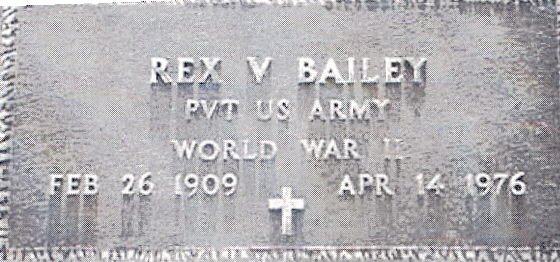 REX V BAILEY
PVT US ARMY
WORLD WAR II
FEB 26 1909 APR 14 1976